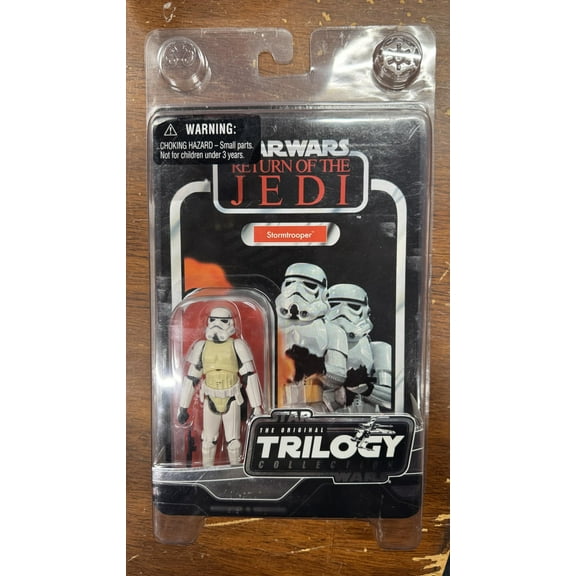 WARNING:
CHOKING HAZARD – Small parts.
Not for children under 3 years.
STAR WARS
RETURN OF THE
JEDI
Stormtrooper™
STAR
THE ORIGINAL
TRILOGY
COLLECTION
WARS